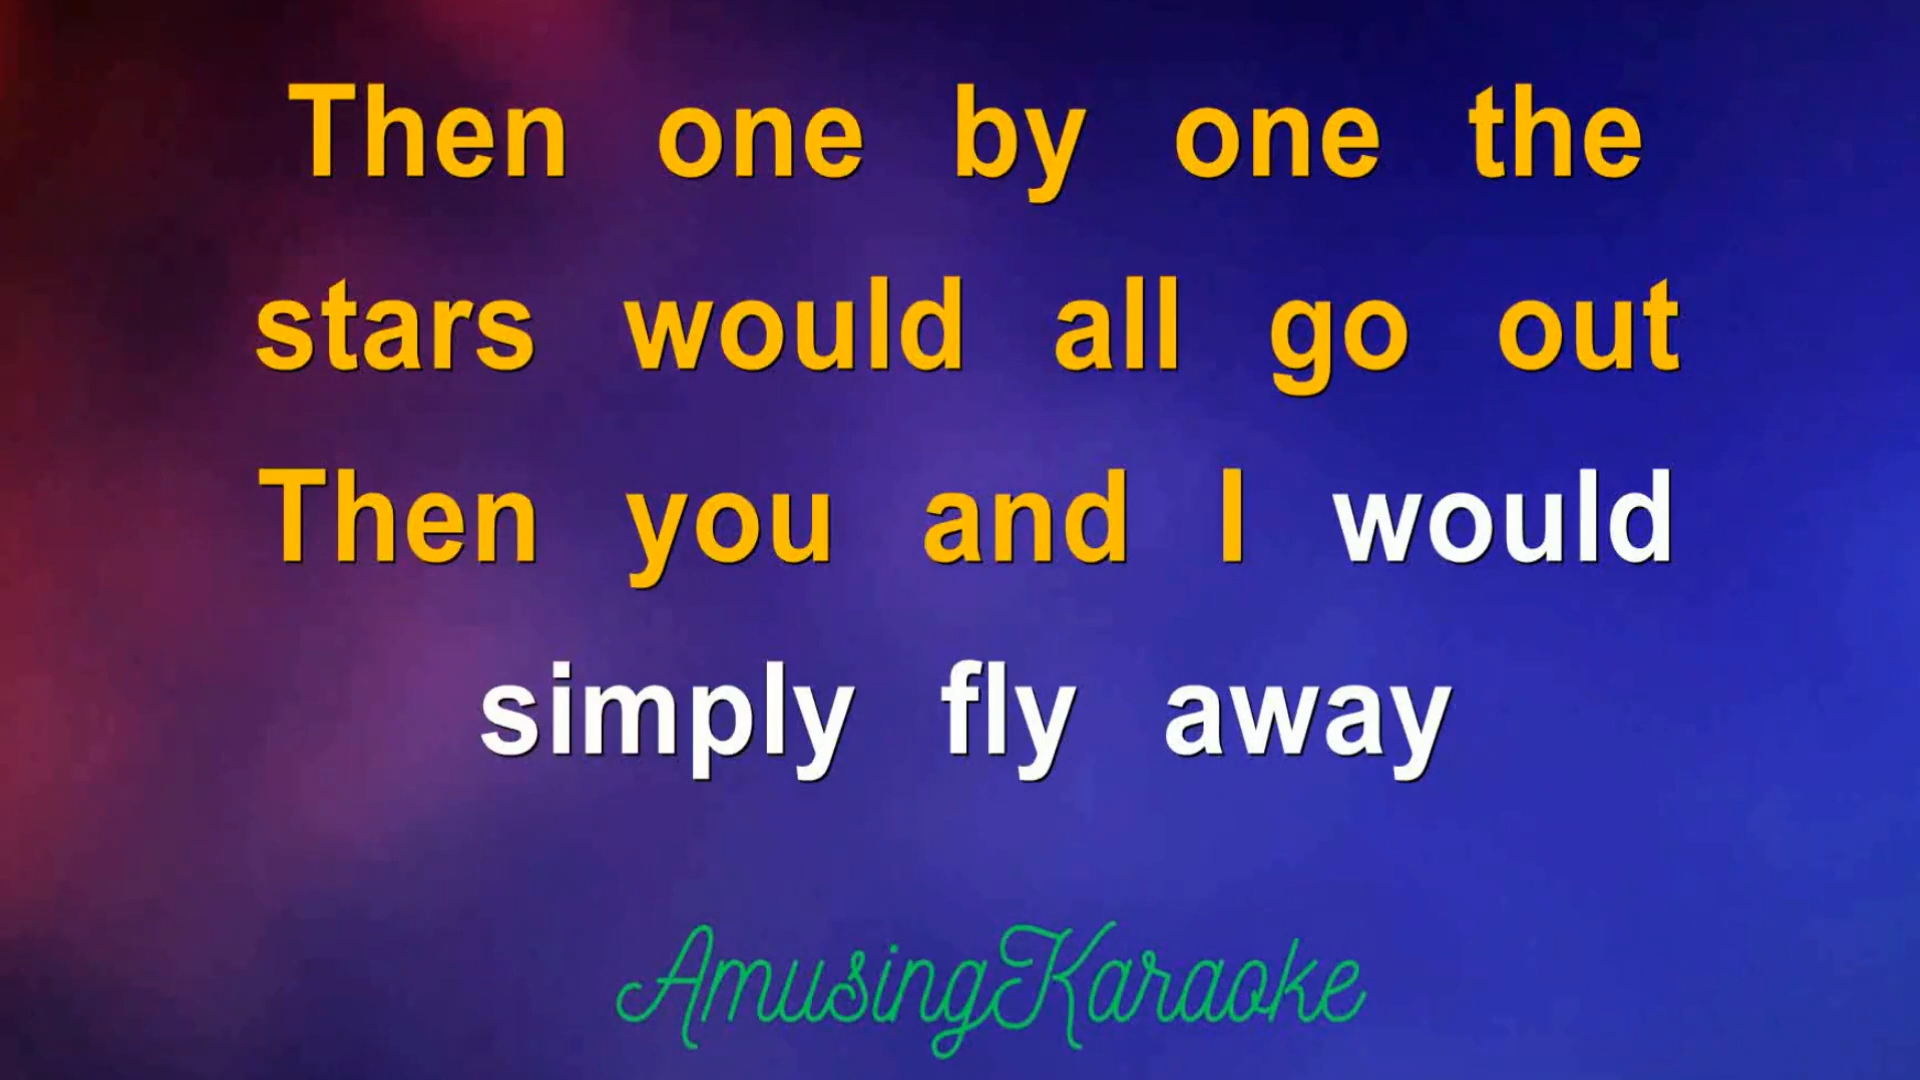 Then one by one the
stars would all go out
Then you and I would
simply fly away
AmusingKaraoke